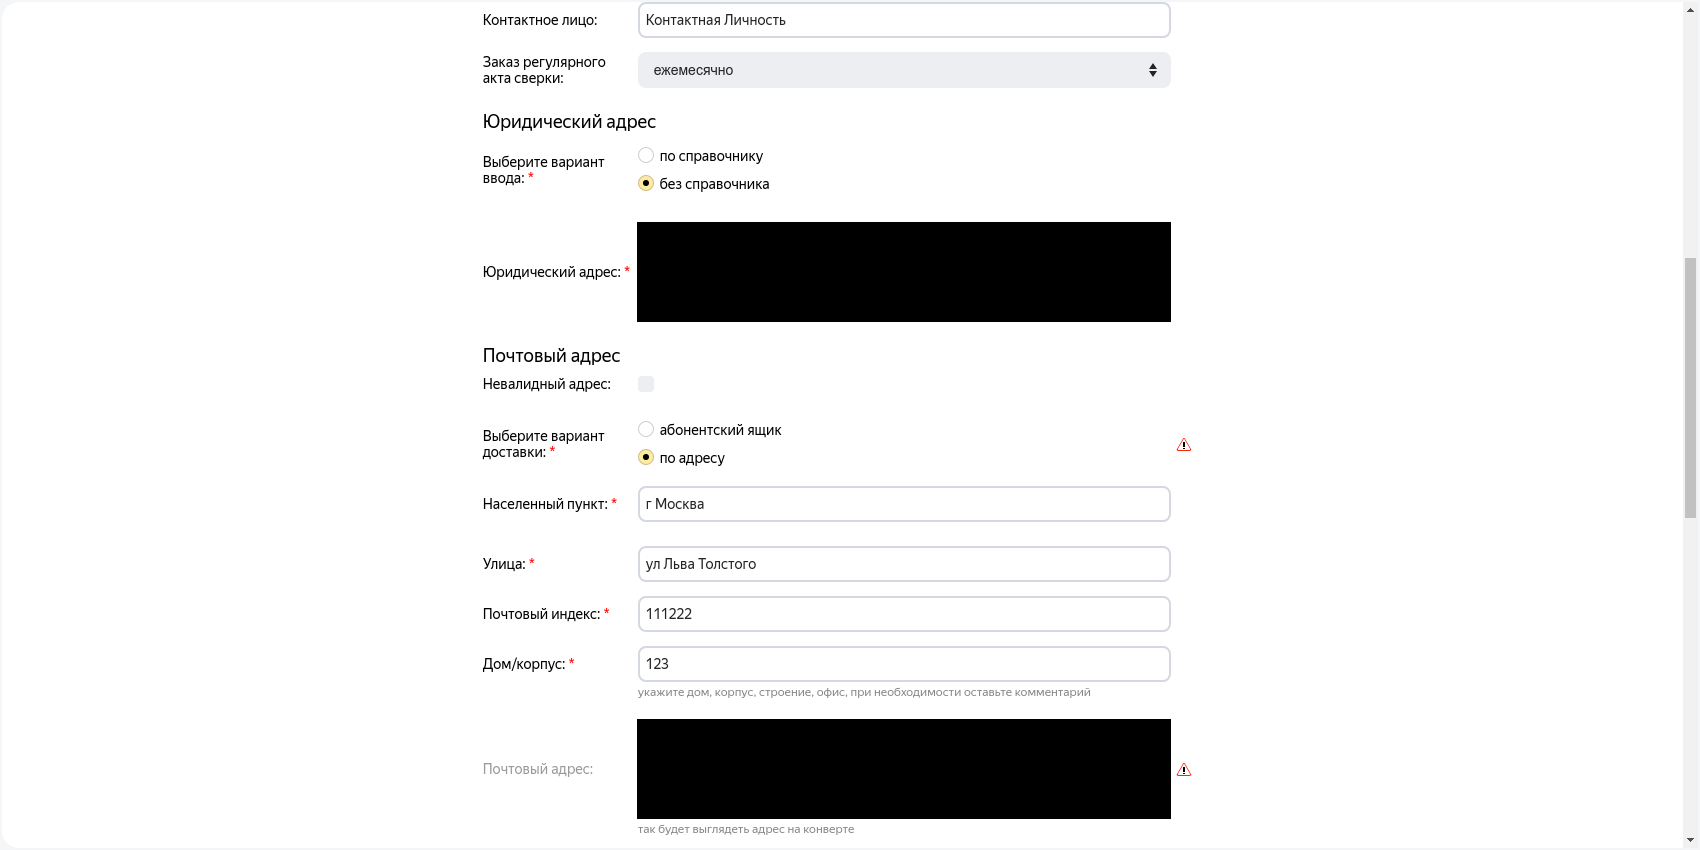 Контактное лицо:
Контактная Личность
Заказ регулярного
акта сверки:
ежемесячно
Юридический адрес
Выберите вариант
ввода: *
по справочнику
без справочника
Юридический адрес: *
Почтовый адрес
Невалидный адрес:
Выберите вариант
доставки: *
абонентский ящик
по адресу
Населенный пункт: *
г Москва
Улица: *
ул Льва Толстого
Почтовый индекс: *
111222
Дом/корпус: *
123
укажите дом, корпус, строение, офис, при необходимости оставьте комментарий
Почтовый адрес:
так будет выглядеть адрес на конверте